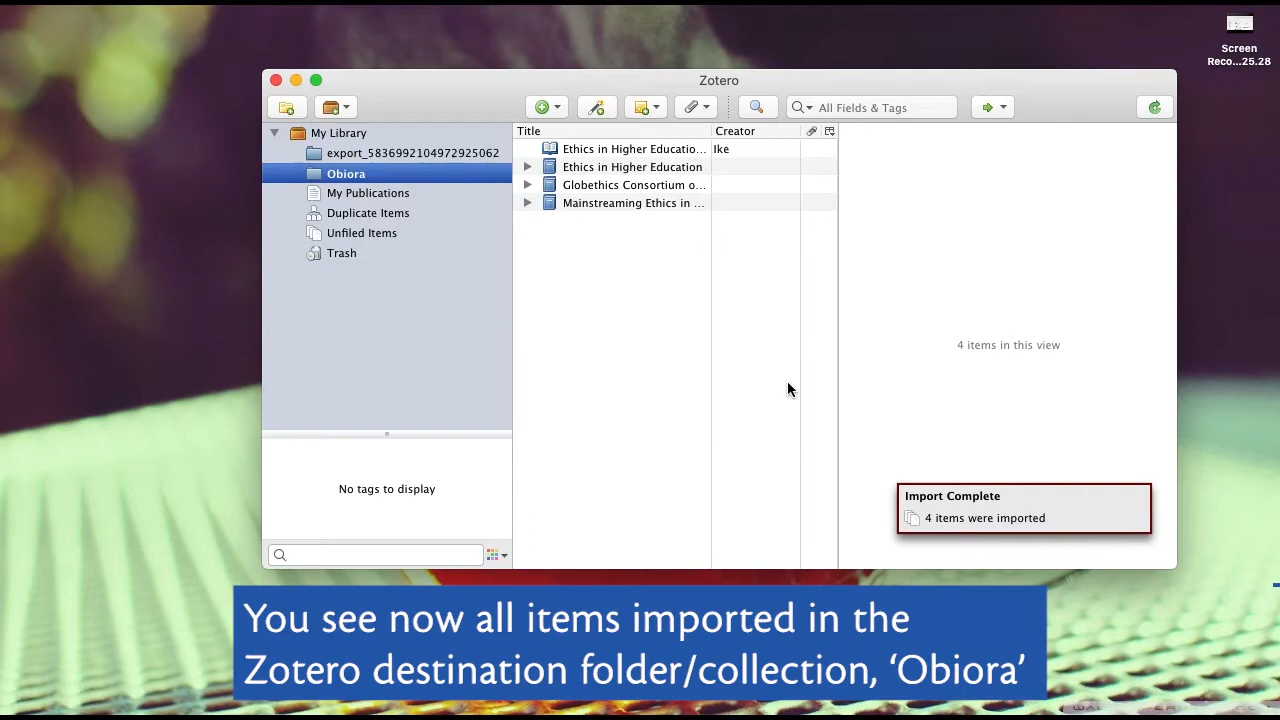 Screen
Reco...25.28
Zotero
All Fields & Tags
My Library
export_5836992104972925062
Obiora
My Publications
Duplicate Items
Unfiled Items
Trash
No tags to display
Title Creator
Ethics in Higher Educatio... Ike
Ethics in Higher Education
Globethics Consortium o...
Mainstreaming Ethics in ...
4 items in this view
Import Complete
4 items were imported
You see now all items imported in the
Zotero destination folder/collection, ‘Obiora’